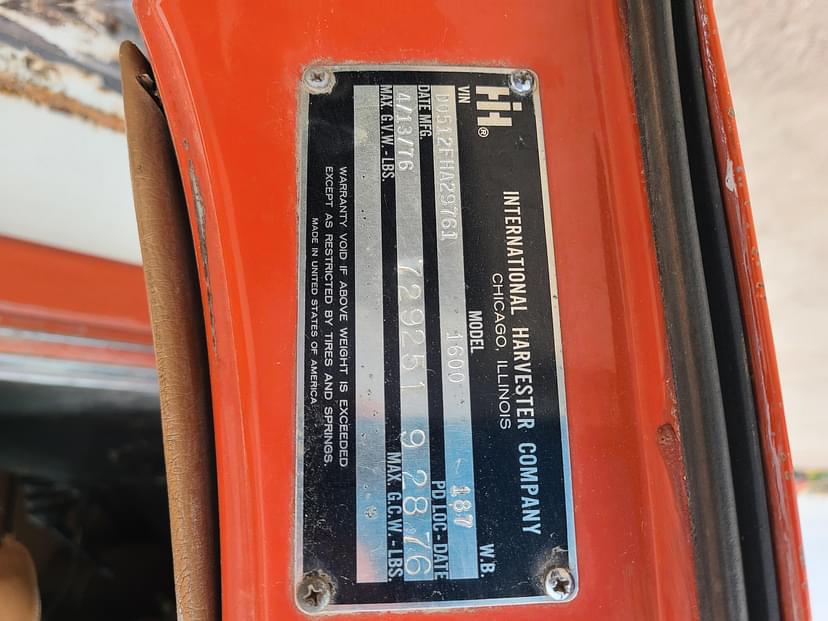 IH®
INTERNATIONAL HARVESTER COMPANY
CHICAGO, ILLINOIS
VIN MODEL W.B.
D0512FHA29761 1600 187
DATE MFG. PD LOC - DATE
4/13/76 729251 9 28 76
MAX. G.V.W. - LBS. MAX. G.C.W. - LBS.
WARRANTY VOID IF ABOVE WEIGHT IS EXCEEDED
EXCEPT AS RESTRICTED BY TIRES AND SPRINGS.
MADE IN UNITED STATES OF AMERICA